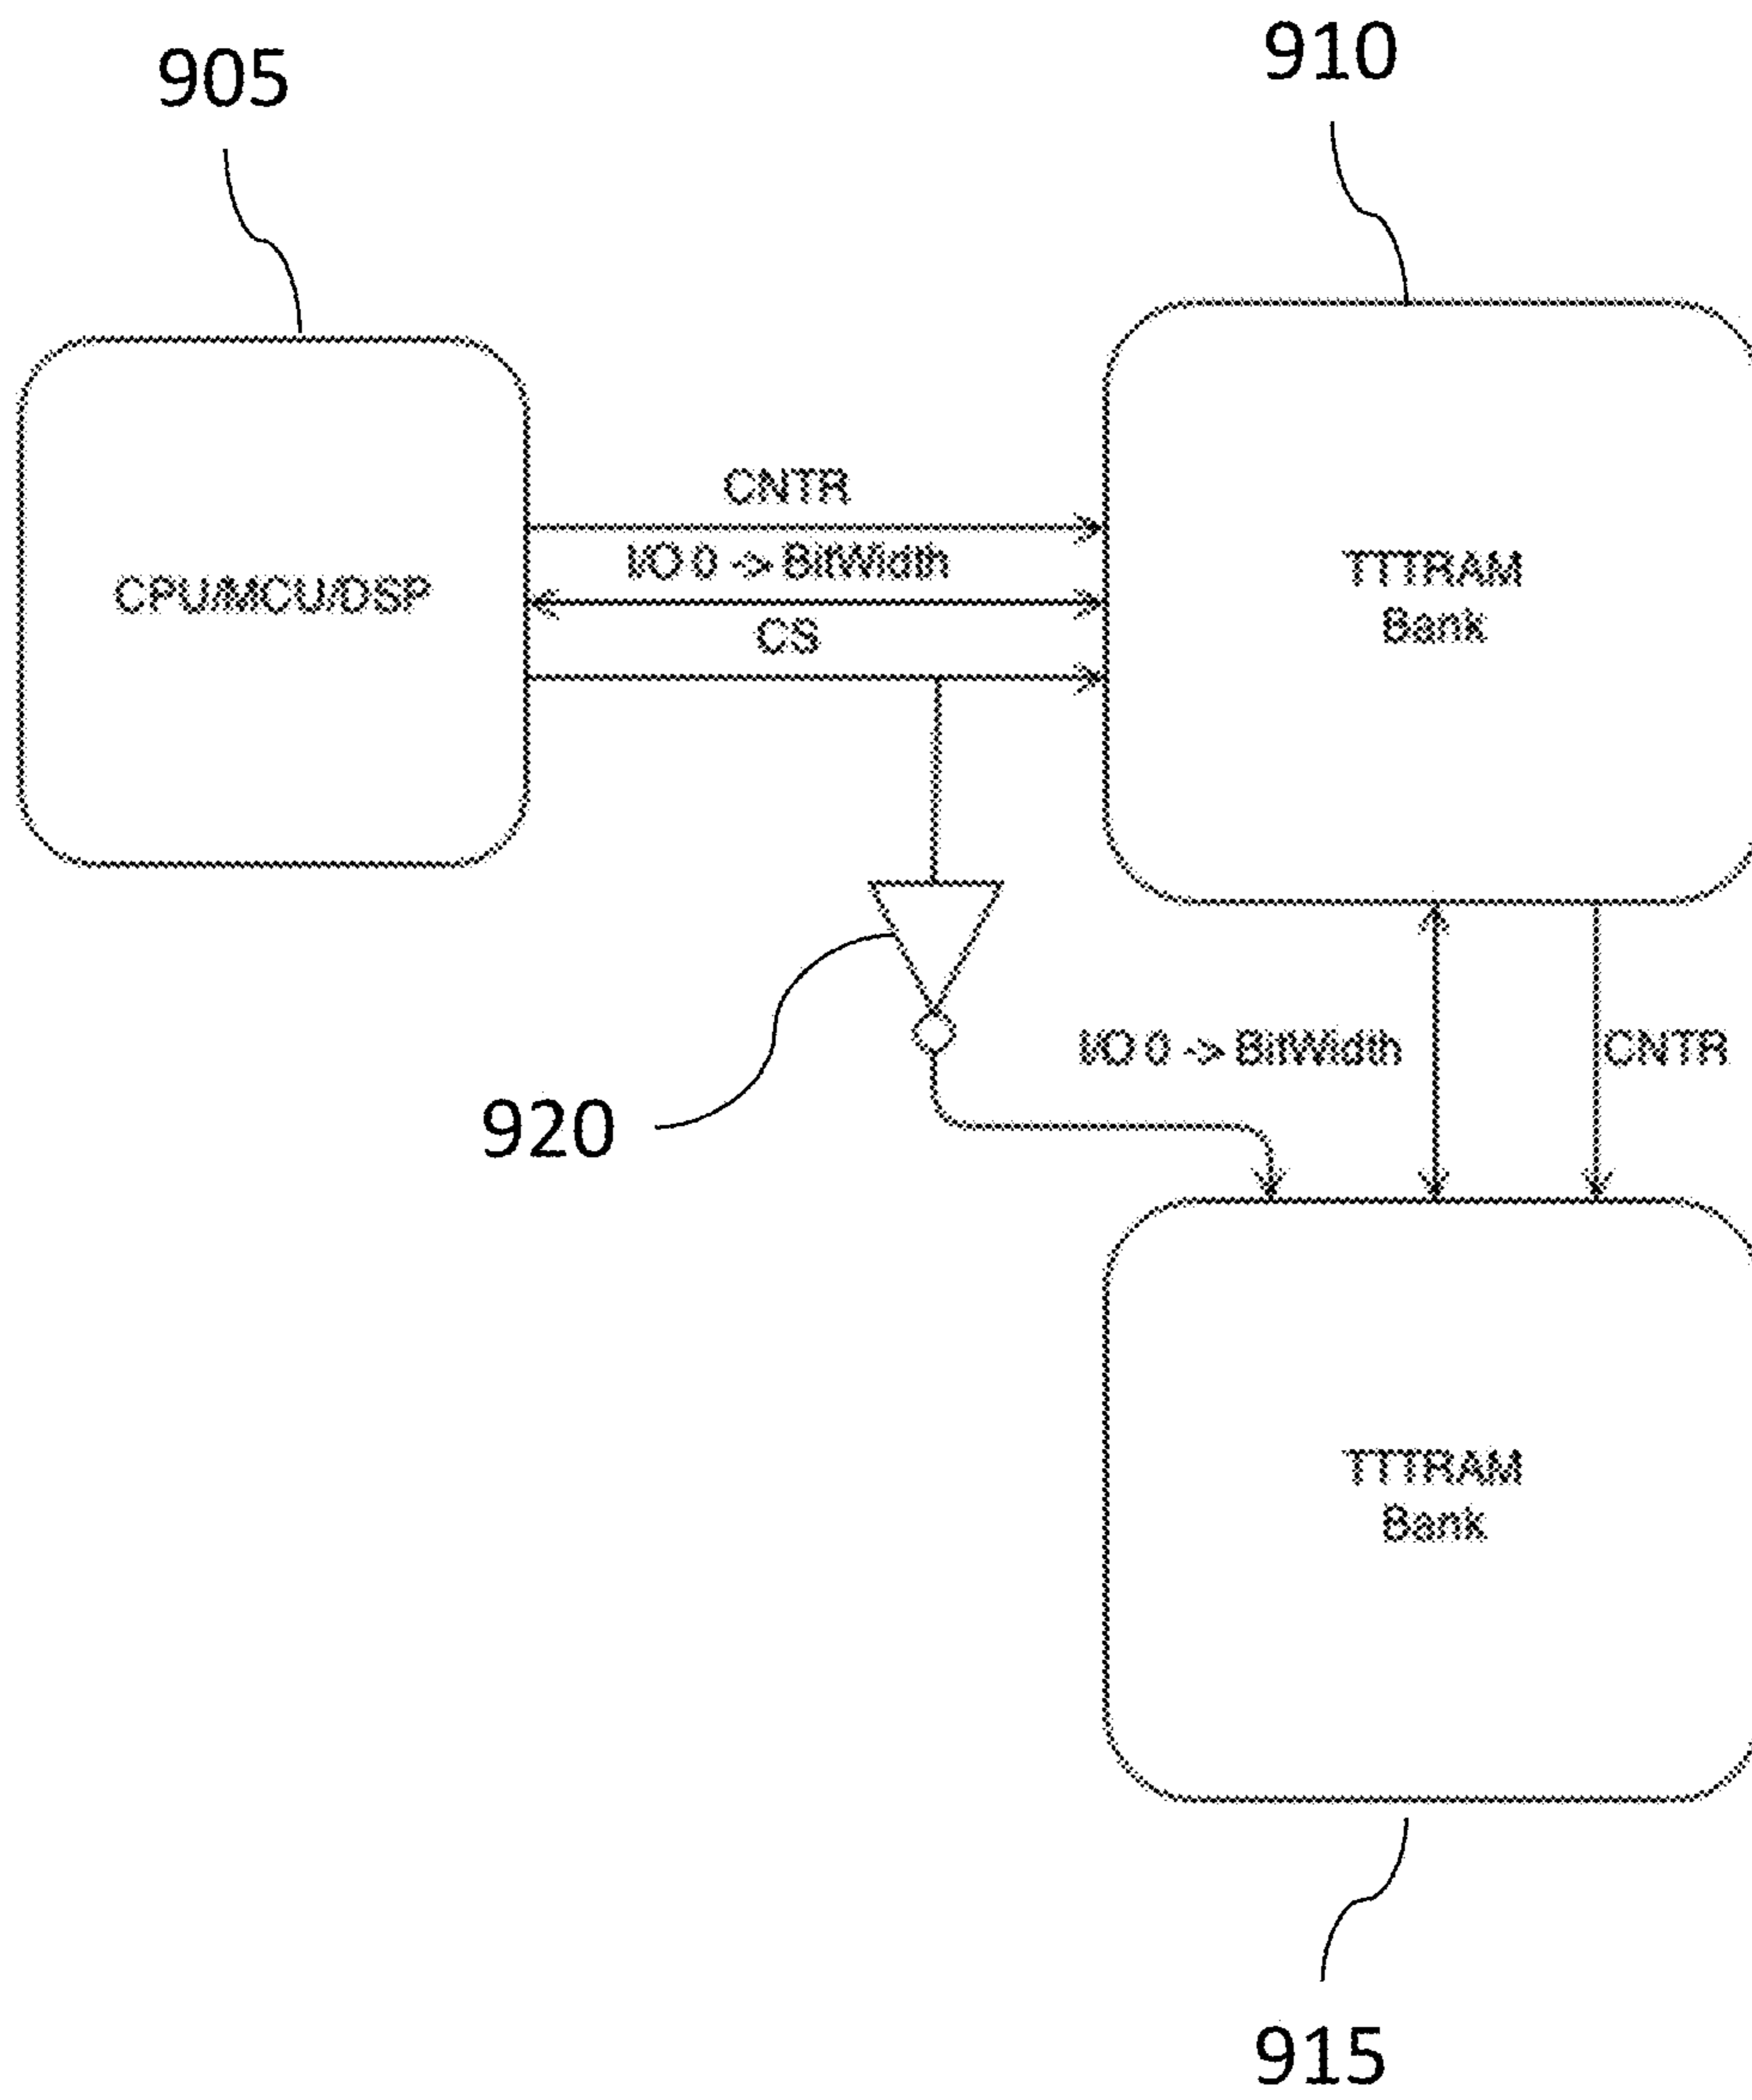 905
910
CNTR
I/O 0 -> BitWidth
CS
CPU/MCU/DSP
TTTRAM
Bank
920
I/O 0 -> BitWidth
CNTR
TTTRAM
Bank
915